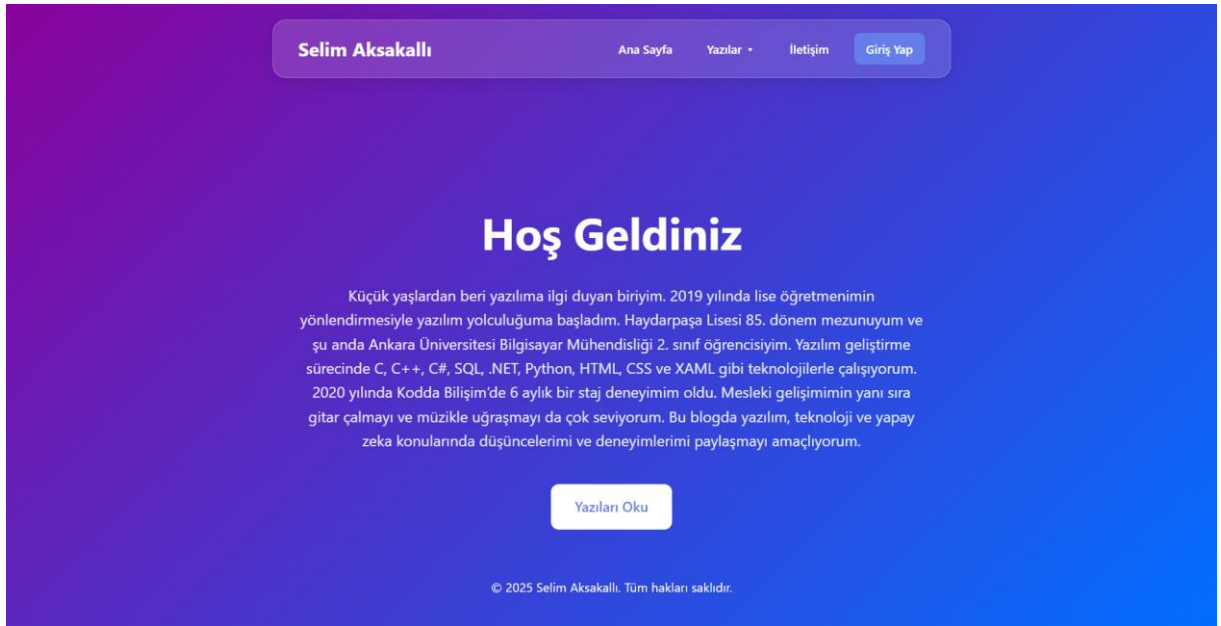 Selim Aksakallı
Ana Sayfa
Yazılar
İletişim
Giriş Yap
Hoş Geldiniz
Küçük yaşlardan beri yazılıma ilgi duyan biriyim. 2019 yılında lise öğretmenimin
yönlendirmesiyle yazılım yolculuğuma başladım. Haydarpaşa Lisesi 85. dönem mezunuyum ve
şu anda Ankara Üniversitesi Bilgisayar Mühendisliği 2. sınıf öğrencisiyim. Yazılım geliştirme
sürecinde C, C++, C#, SQL, .NET, Python, HTML, CSS ve XAML gibi teknolojilerle çalışıyorum.
2020 yılında Kodda Bilişim’de 6 aylık bir staj deneyimim oldu. Mesleki gelişimimin yanı sıra
gitar çalmayı ve müzikle uğraşmayı da çok seviyorum. Bu blogda yazılım, teknoloji ve yapay
zeka konularında düşüncelerimi ve deneyimlerimi paylaşmayı amaçlıyorum.
Yazıları Oku
© 2025 Selim Aksakallı. Tüm hakları saklıdır.